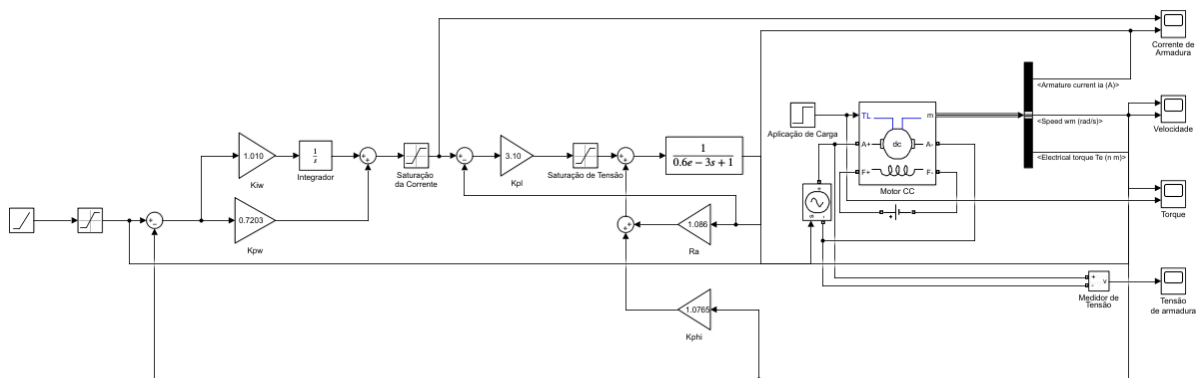 Corrente de
Armadura
<Armature current ia (A)>
TL
m
Aplicação de Carga
<Speed wm (rad/s)>
Velocidade
1.010
1
s
3.10
1
0.6e − 3s + 1
A+
dc
A-
Integrador
Saturação
da Corrente
Saturação de Tensão
<Electrical torque Te (n m)>
Kiw
Kpl
F+
F-
Motor CC
Torque
0.7203
1.086
Kpw
Ra
s
v
Medidor de
Tensão
Tensão
de armadura
1.0765
Kphi